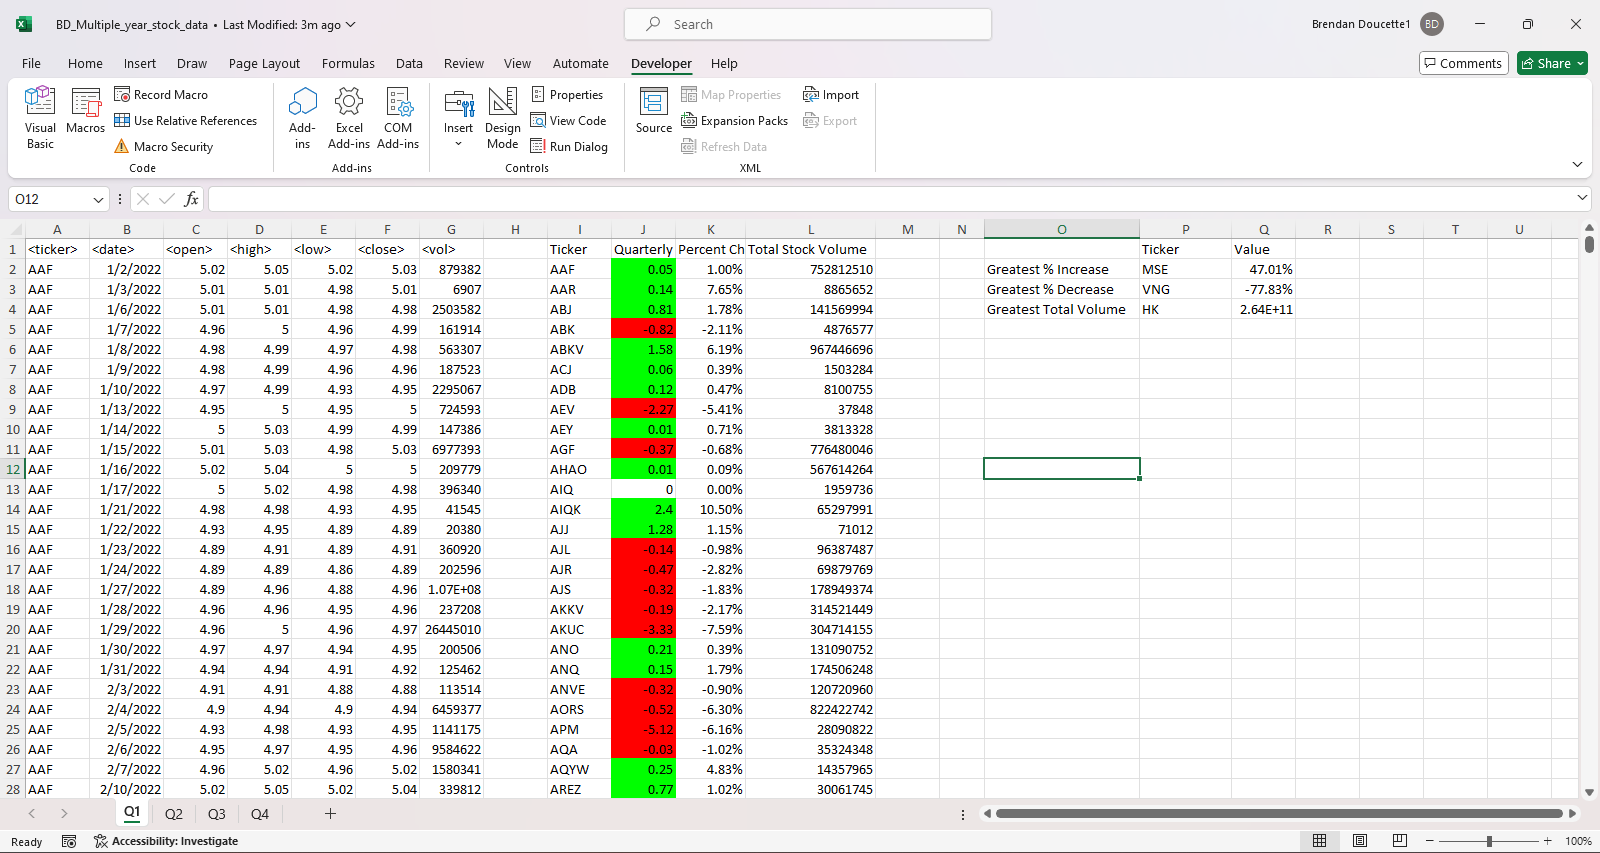 BD_Multiple_year_stock_data • Last Modified: 3m ago
Search
Brendan Doucette1 BD
File Home Insert Draw Page Layout Formulas Data Review View Automate Developer Help
Comments Share
Visual Basic
Macros
Record Macro
Use Relative References
Macro Security
Code
Add-ins
Excel Add-ins
COM Add-ins
Add-ins
Insert
Design Mode
Properties
View Code
Run Dialog
Controls
Source
Map Properties
Expansion Packs
Refresh Data
Import
Export
XML
O12 fx
A B C D E F G H I J K L M N O P Q R S T U
1 <ticker> <date> <open> <high> <low> <close> <vol> Ticker Quarterly Percent Ch Total Stock Volume Ticker Value
2 AAF 1/2/2022 5.02 5.05 5.02 5.03 879382 AAF 0.05 1.00% 752812510 Greatest % Increase MSE 47.01%
3 AAF 1/3/2022 5.01 5.01 4.98 5.01 6907 AAR 0.14 7.65% 8865652 Greatest % Decrease VNG -77.83%
4 AAF 1/6/2022 5.01 5.01 4.98 4.98 2503582 ABJ 0.81 1.78% 141569994 Greatest Total Volume HK 2.64E+11
5 AAF 1/7/2022 4.96 5 4.96 4.99 161914 ABK -0.82 -2.11% 4876577
6 AAF 1/8/2022 4.98 4.99 4.97 4.98 563307 ABKV 1.58 6.19% 967446696
7 AAF 1/9/2022 4.98 4.99 4.96 4.96 187523 ACJ 0.06 0.39% 1503284
8 AAF 1/10/2022 4.97 4.99 4.93 4.95 2295067 ADB 0.12 0.47% 8100755
9 AAF 1/13/2022 4.95 5 4.95 5 724593 AEV -2.27 -5.41% 37848
10 AAF 1/14/2022 5 5.03 4.99 4.99 147386 AEY 0.01 0.71% 3813328
11 AAF 1/15/2022 5.01 5.03 4.98 5.03 6977393 AGF -0.37 -0.68% 776480046
12 AAF 1/16/2022 5.02 5.04 5 5 209779 AHAO 0.01 0.09% 567614264
13 AAF 1/17/2022 5 5.02 4.98 4.98 396340 AIQ 0 0.00% 1959736
14 AAF 1/21/2022 4.98 4.98 4.93 4.95 41545 AIQK 2.4 10.50% 65297991
15 AAF 1/22/2022 4.93 4.95 4.89 4.89 20380 AJJ 1.28 1.15% 71012
16 AAF 1/23/2022 4.89 4.91 4.89 4.91 360920 AJL -0.14 -0.98% 96387487
17 AAF 1/24/2022 4.89 4.89 4.86 4.89 202596 AJR -0.47 -2.82% 69879769
18 AAF 1/27/2022 4.89 4.96 4.88 4.96 1.07E+08 AJS -0.32 -1.83% 178949374
19 AAF 1/28/2022 4.96 4.96 4.95 4.96 237208 AKKV -0.19 -2.17% 314521449
20 AAF 1/29/2022 4.96 5 4.96 4.97 26445010 AKUC -3.33 -7.59% 304714155
21 AAF 1/30/2022 4.97 4.97 4.94 4.95 200506 ANO 0.21 0.39% 131090752
22 AAF 1/31/2022 4.94 4.94 4.91 4.92 125462 ANQ 0.15 1.79% 174506248
23 AAF 2/3/2022 4.91 4.91 4.88 4.88 113514 ANVE -0.32 -0.90% 120720960
24 AAF 2/4/2022 4.9 4.94 4.9 4.94 6459377 AORS -0.52 -6.30% 822422742
25 AAF 2/5/2022 4.93 4.98 4.93 4.95 1141175 APM -5.12 -6.16% 28090822
26 AAF 2/6/2022 4.95 4.97 4.95 4.96 9584622 AQA -0.03 -1.02% 35324348
27 AAF 2/7/2022 4.96 5.02 4.96 5.02 1580341 AQYW 0.25 4.83% 14357965
28 AAF 2/10/2022 5.02 5.05 5.02 5.04 339812 AREZ 0.77 1.02% 30061745
Q1 Q2 Q3 Q4 +
Ready Accessibility: Investigate 100%